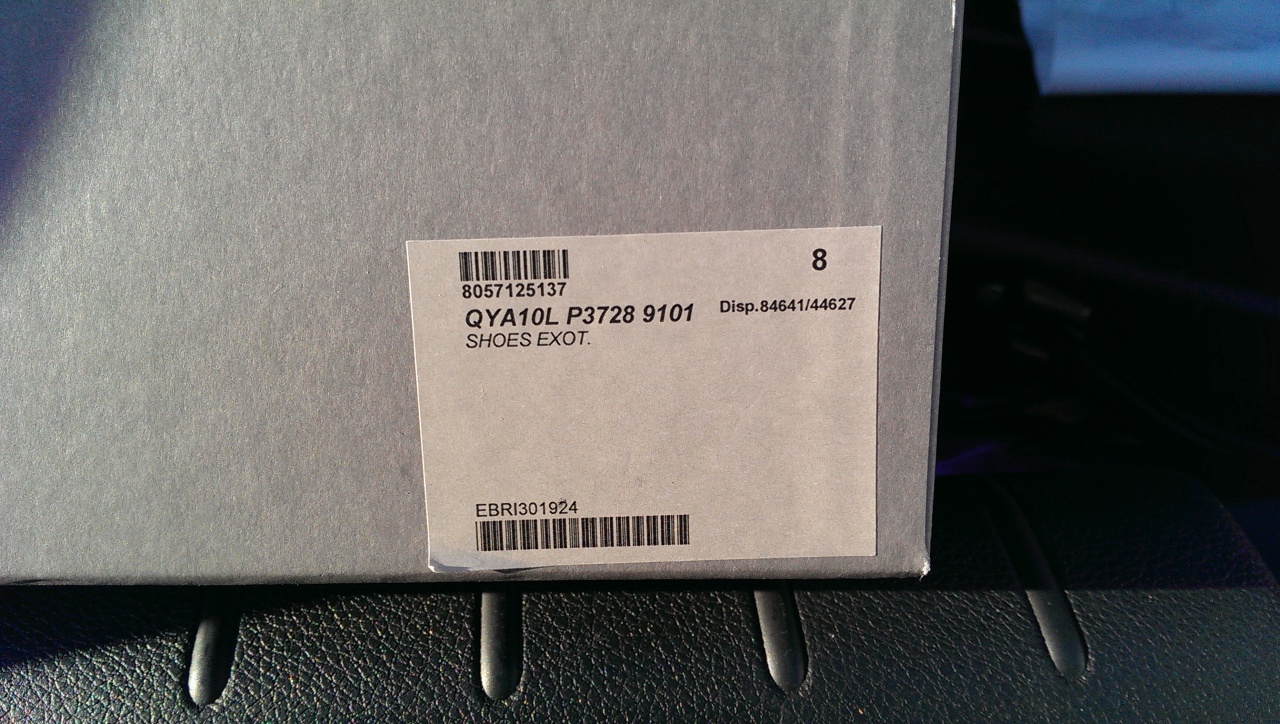 8
8057125137
QYA10L P3728 9101
Disp.84641/44627
SHOES EXOT.
EBRI301924